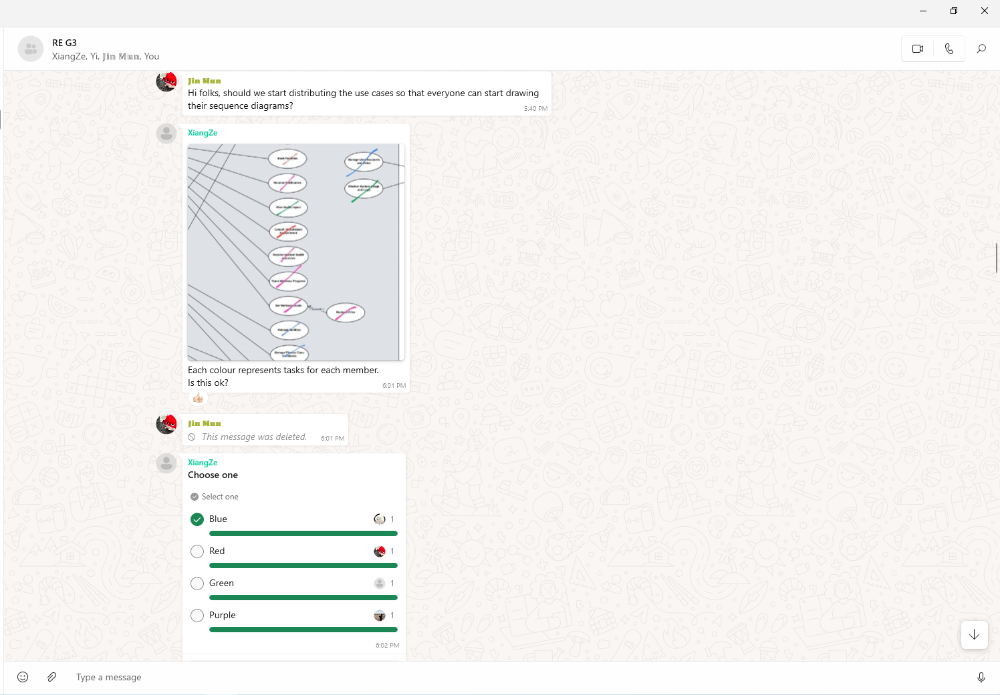 RE G3
XiangZe, Yi, 𝕁𝕚𝕟 𝕄𝕦𝕟, You
Jin Mun
Hi folks, should we start distributing the use cases so that everyone can start drawing
their sequence diagrams?
5:40 PM
XiangZe
Each colour represents tasks for each member.
Is this ok?
6:01 PM
Jin Mun
This message was deleted.
6:01 PM
XiangZe
Choose one
Select one
Blue
1
Red
1
Green
1
Purple
1
6:02 PM
Type a message